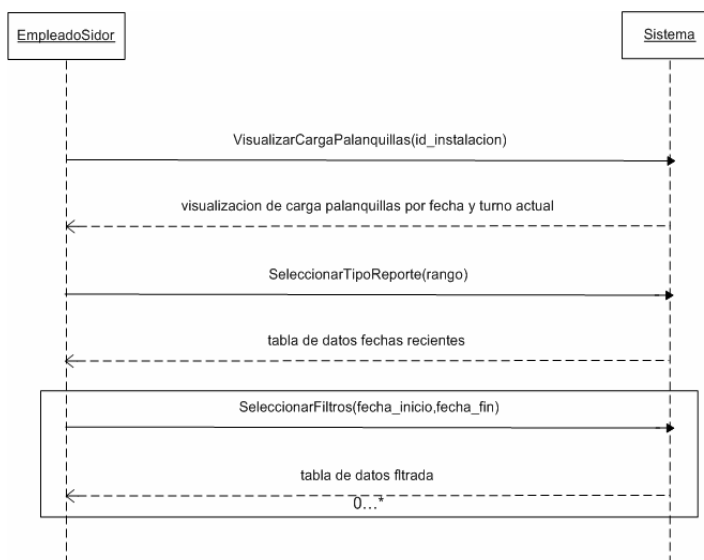 EmpleadoSidor
Sistema
VisualizarCargaPalanquillas(id_instalacion)
visualizacion de carga palanquillas por fecha y turno actual
SeleccionarTipoReporte(rango)
tabla de datos fechas recientes
SeleccionarFiltros(fecha_inicio,fecha_fin)
tabla de datos fltrada
0...*